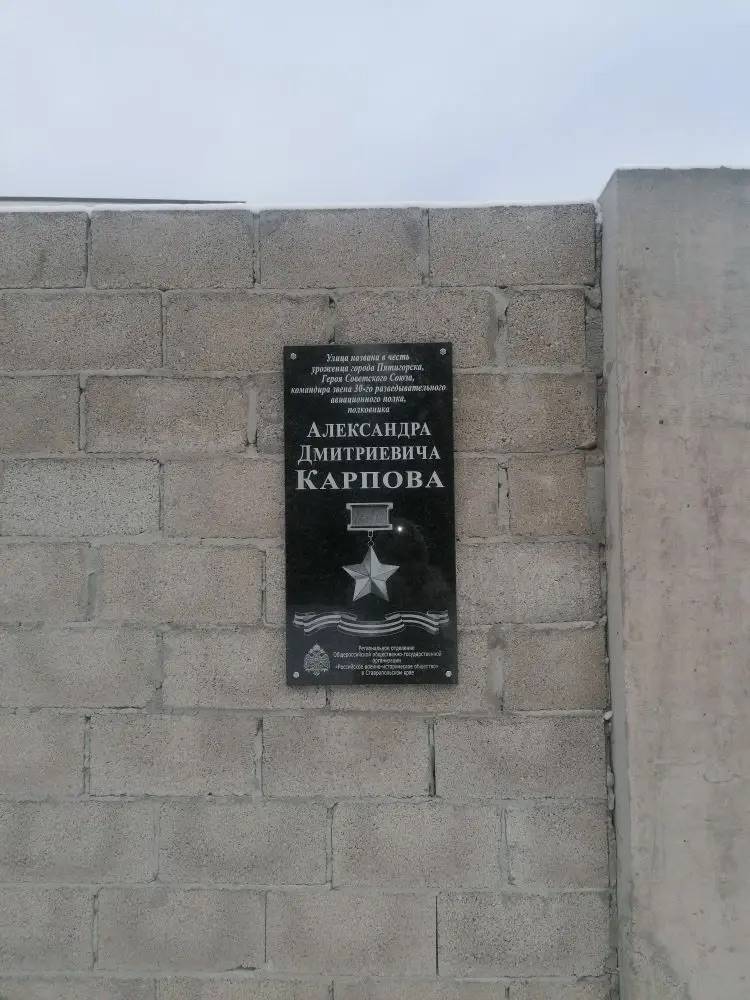 Улица названа в честь
уроженца города Пятигорска,
Героя Советского Союза,
командира звена 30-го разведывательного
авиационного полка,
полковника
АЛЕКСАНДРА
ДМИТРИЕВИЧА
КАРПОВА
Региональное отделение
Общероссийской общественно-государственной
организации
«Российское военно-историческое общество»
в Ставропольском крае